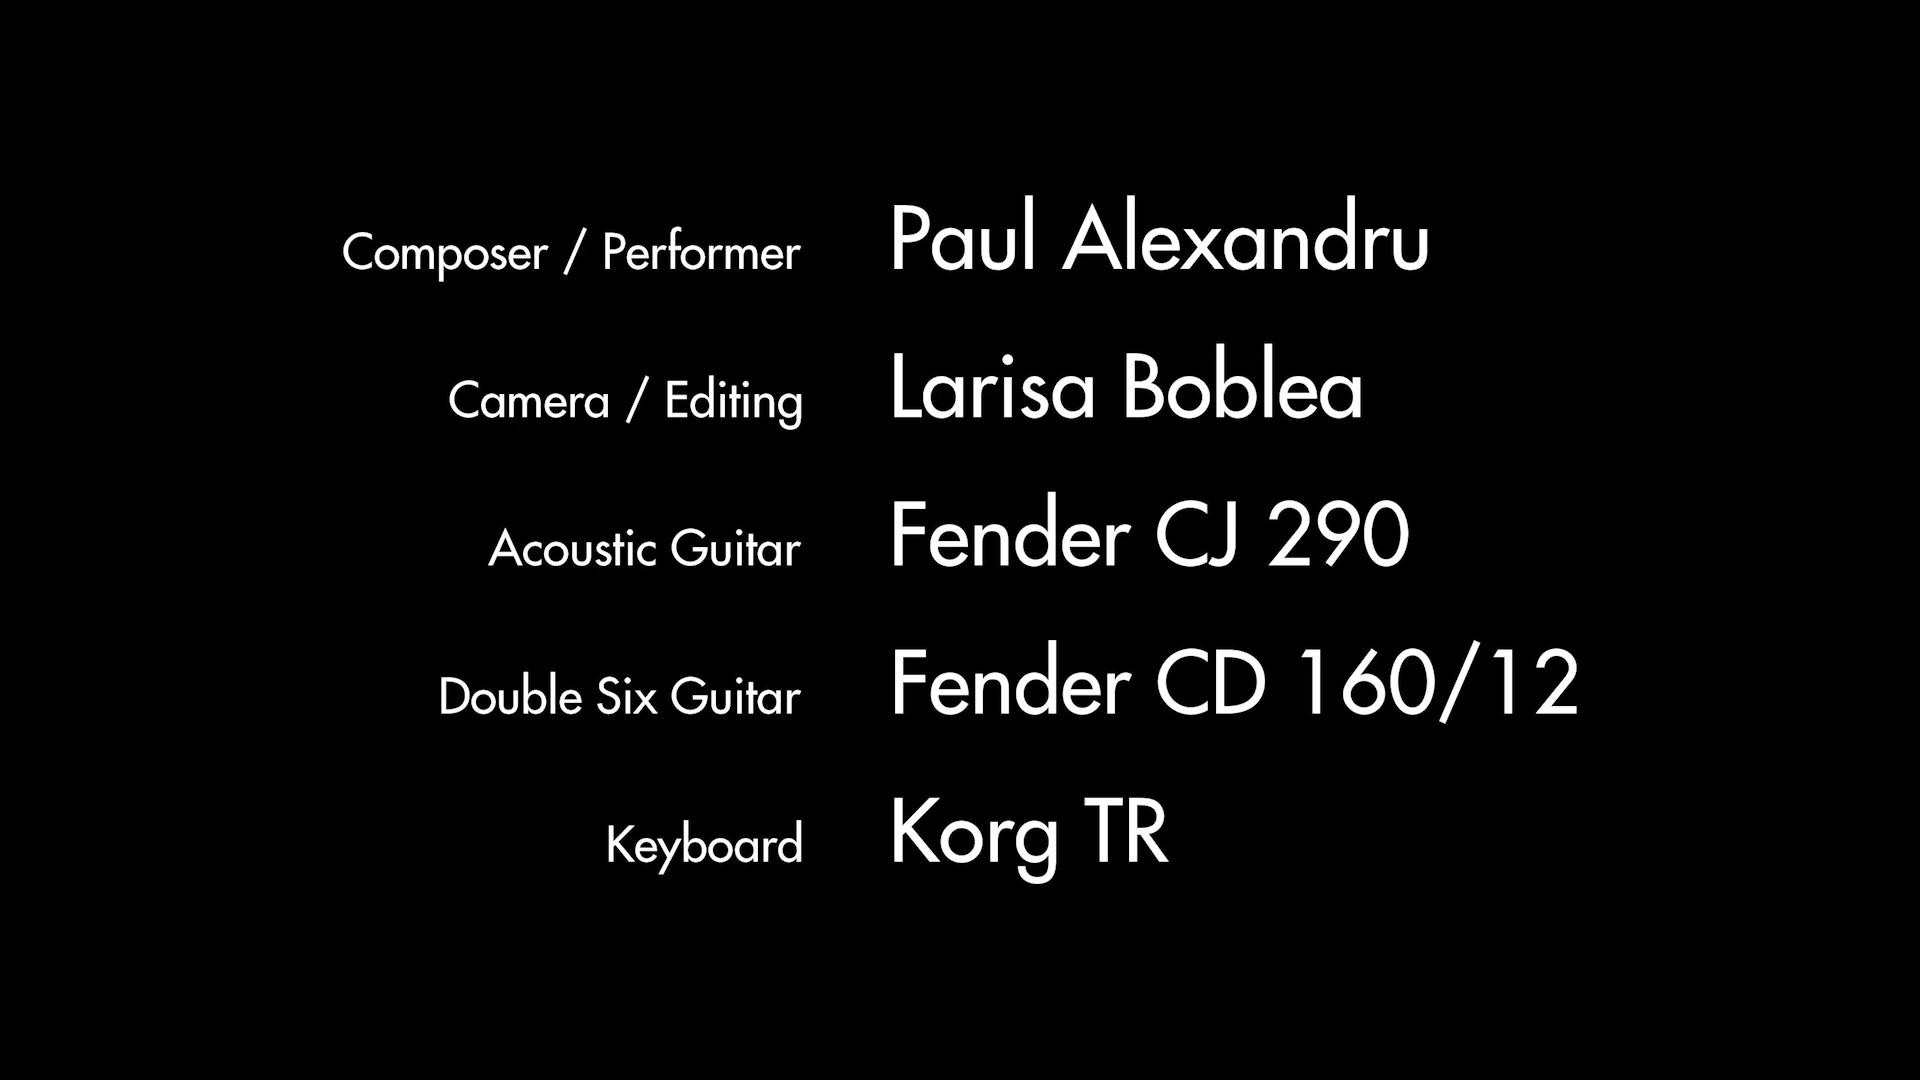 Composer / Performer Paul Alexandru
Camera / Editing Larisa Boblea
Acoustic Guitar Fender CJ 290
Double Six Guitar Fender CD 160/12
Keyboard Korg TR